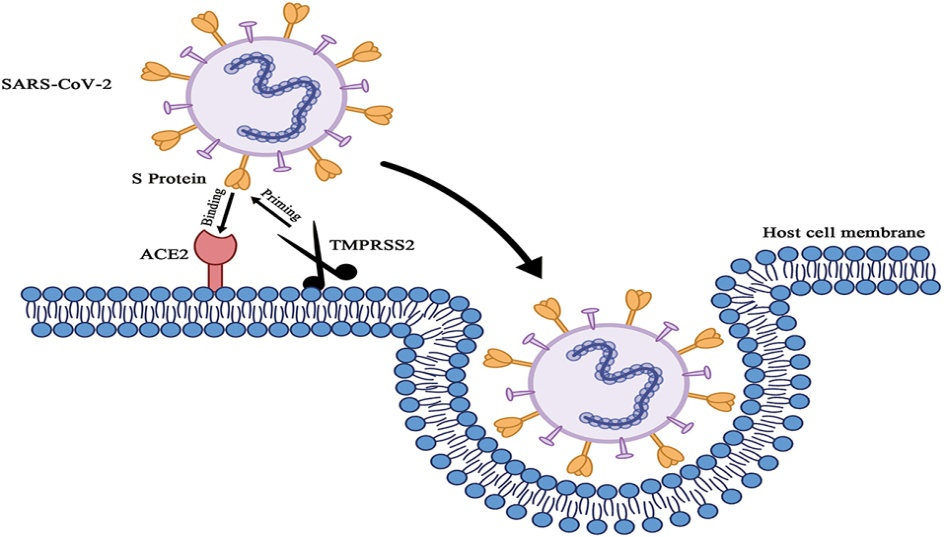 SARS-CoV-2
S Protein
Binding
Priming
TMPRSS2
ACE2
Host cell membrane